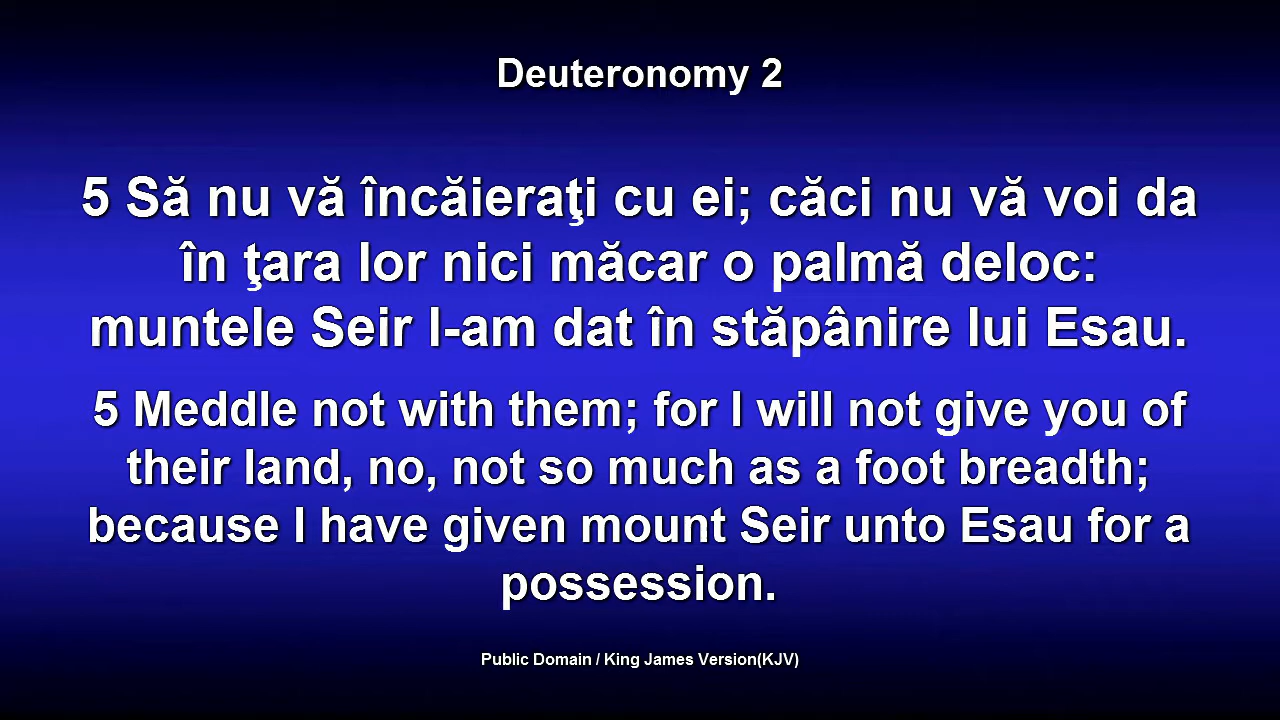 Deuteronomy 2
5 Să nu vă încăieraţi cu ei; căci nu vă voi da
în ţara lor nici măcar o palmă deloc:
muntele Seir l-am dat în stăpânire lui Esau.
5 Meddle not with them; for I will not give you of
their land, no, not so much as a foot breadth;
because I have given mount Seir unto Esau for a
possession.
Public Domain / King James Version(KJV)